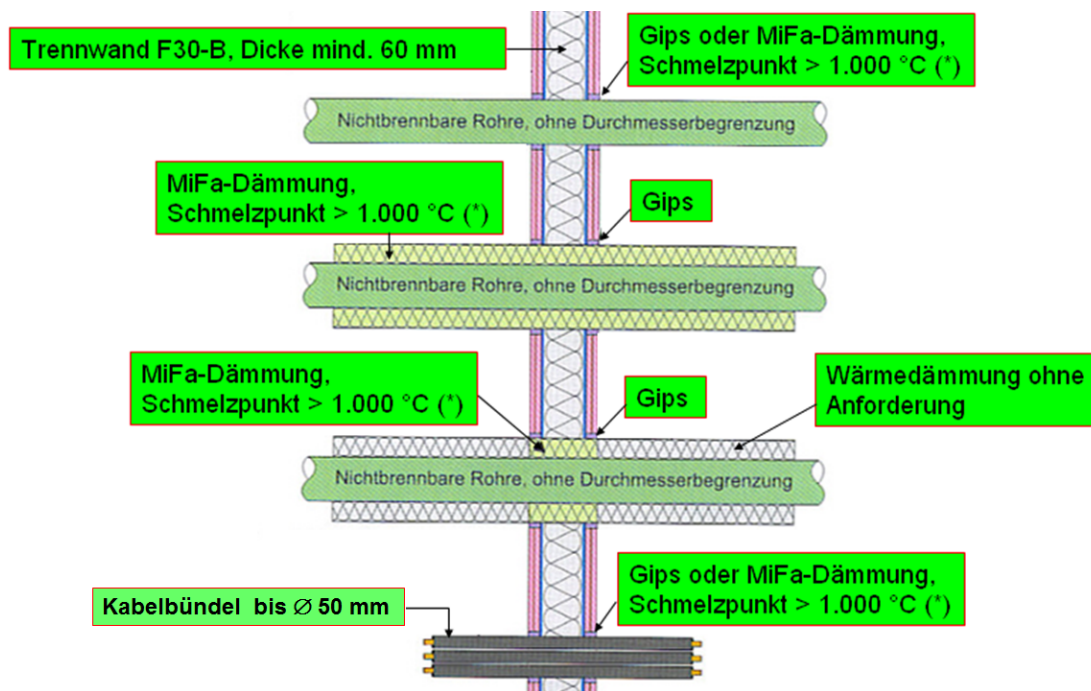 Trennwand F30-B, Dicke mind. 60 mm
Gips oder MiFa-Dämmung,
Schmelzpunkt > 1.000 °C (*)
Nichtbrennbare Rohre, ohne Durchmesserbegrenzung
MiFa-Dämmung,
Schmelzpunkt > 1.000 °C (*)
Gips
Nichtbrennbare Rohre, ohne Durchmesserbegrenzung
MiFa-Dämmung,
Schmelzpunkt > 1.000 °C (*)
Gips
Wärmedämmung ohne
Anforderung
Nichtbrennbare Rohre, ohne Durchmesserbegrenzung
Gips oder MiFa-Dämmung,
Schmelzpunkt > 1.000 °C (*)
Kabelbündel bis ∅ 50 mm